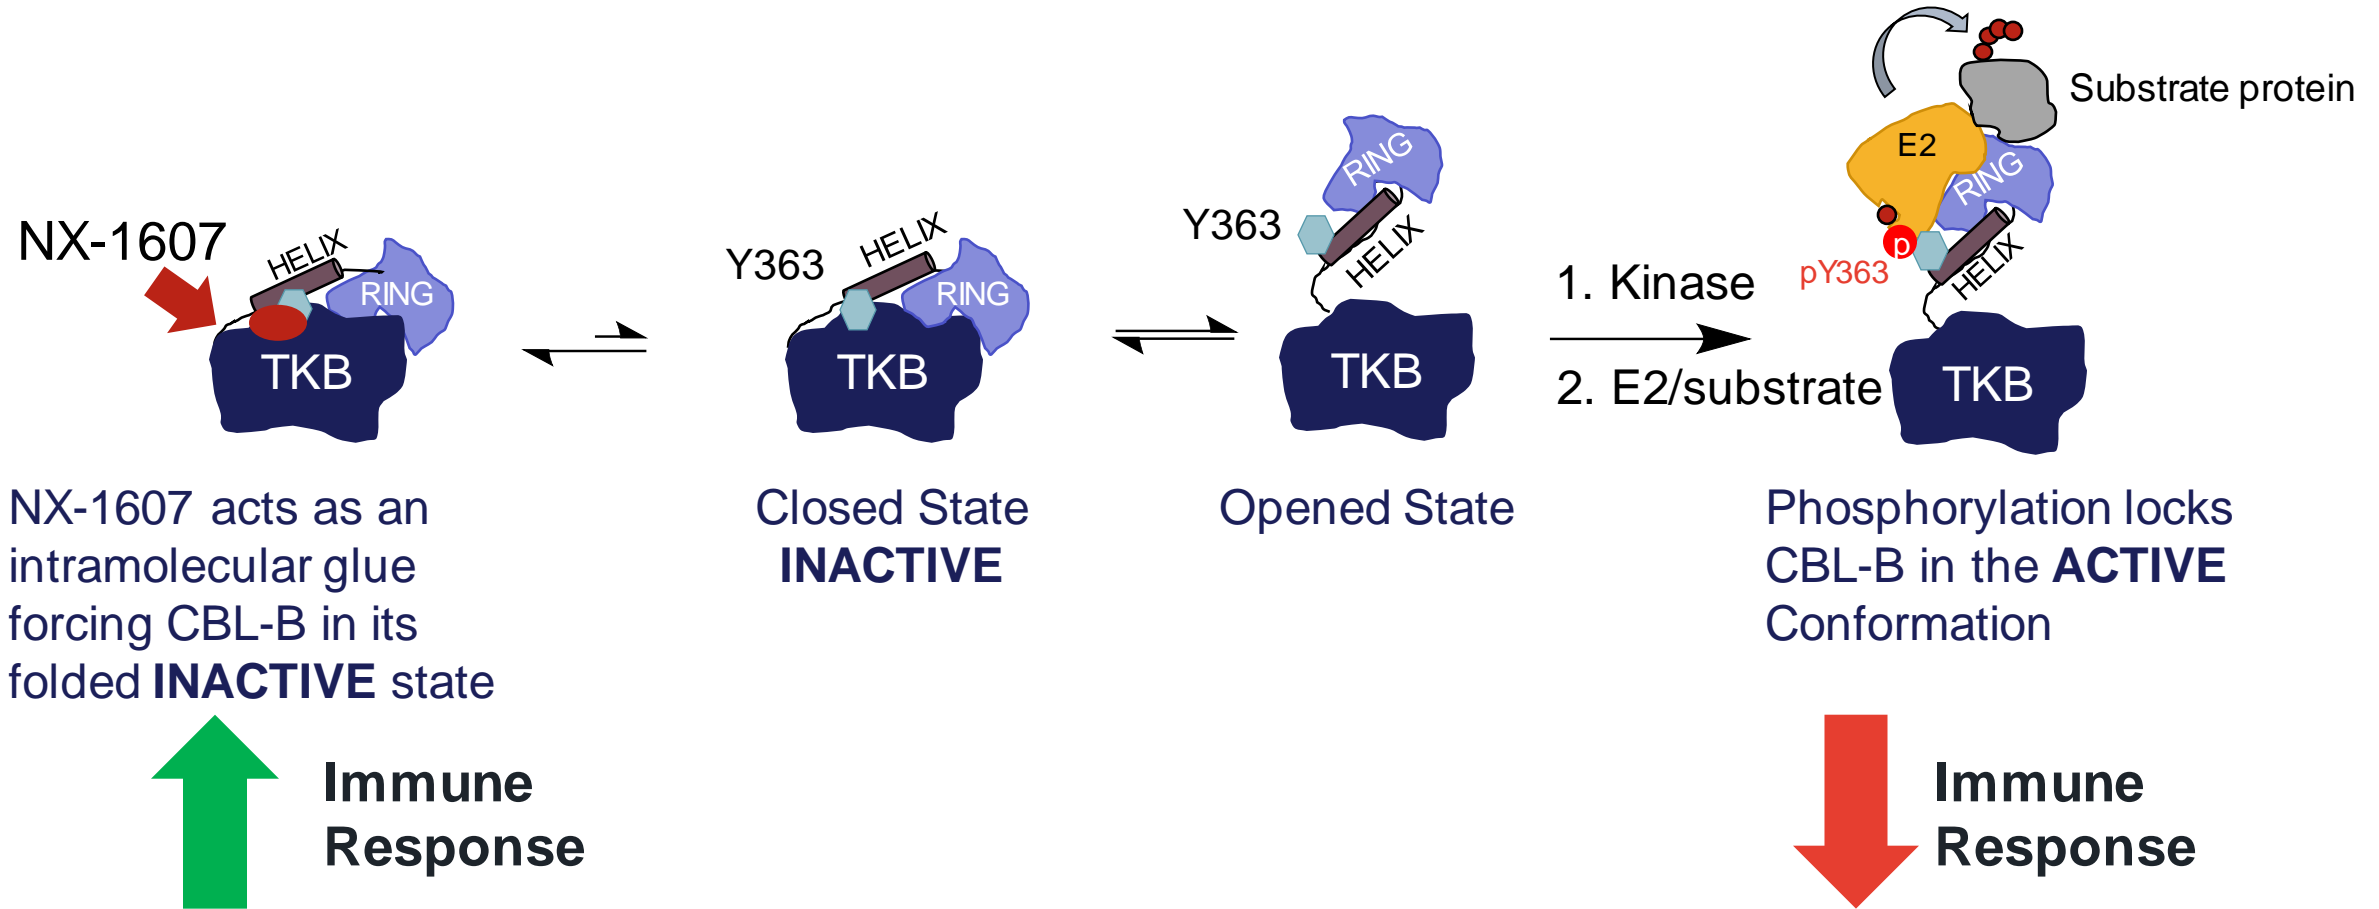 NX-1607
HELIX
RING
TKB
Y363
HELIX
RING
TKB
Y363
RING
HELIX
TKB
1. Kinase
2. E2/substrate
Substrate protein
E2
RING
p
pY363
HELIX
TKB
NX-1607 acts as an
intramolecular glue
forcing CBL-B in its
folded INACTIVE state
Closed State
INACTIVE
Opened State
Phosphorylation locks
CBL-B in the ACTIVE
Conformation
Immune
Response
Immune
Response